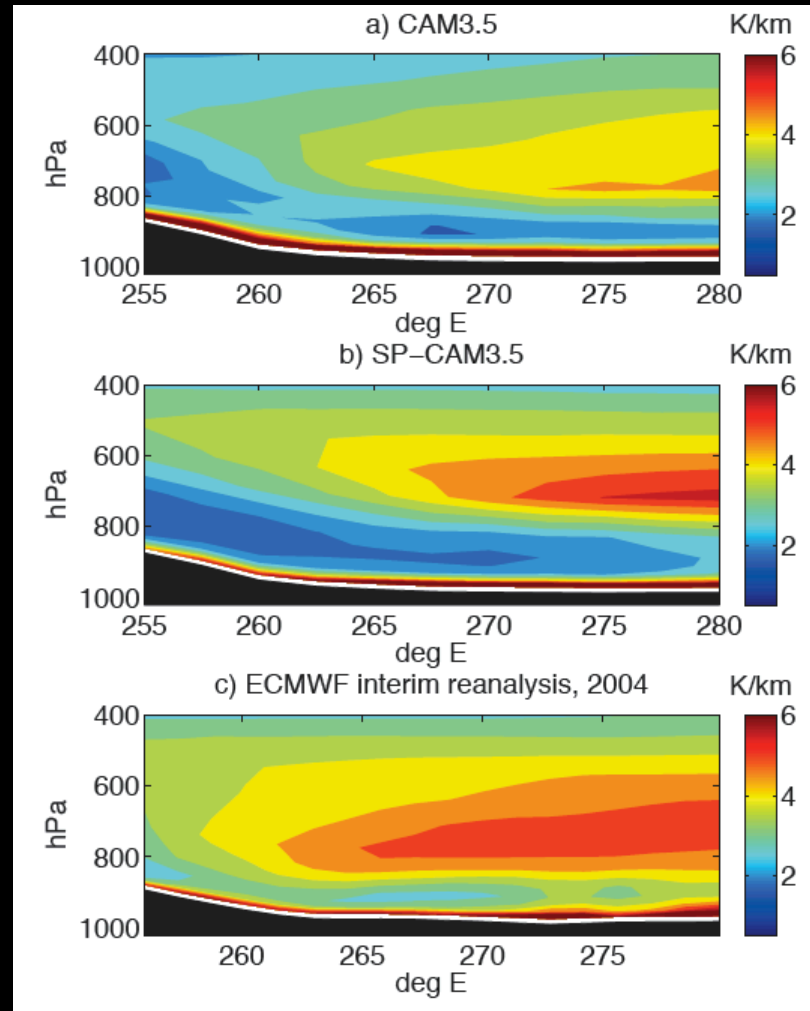 a) CAM3.5
K/km
400
600
800
1000
hPa
6
4
2
255 260 265 270 275 280
deg E
b) SP−CAM3.5
K/km
400
600
800
1000
hPa
6
4
2
255 260 265 270 275 280
deg E
c) ECMWF interim reanalysis, 2004
K/km
400
600
800
1000
hPa
6
4
2
260 265 270 275
deg E